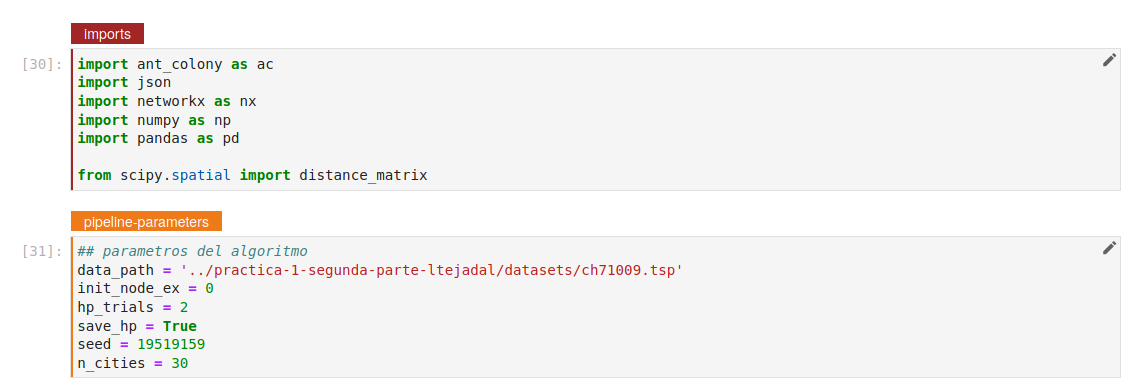 imports
[30]:
import ant_colony as ac
import json
import networkx as nx
import numpy as np
import pandas as pd
from scipy.spatial import distance_matrix
pipeline-parameters
[31]:
## parametros del algoritmo
data_path = '../practica-1-segunda-parte-ltejadal/datasets/ch71009.tsp'
init_node_ex = 0
hp_trials = 2
save_hp = True
seed = 19519159
n_cities = 30